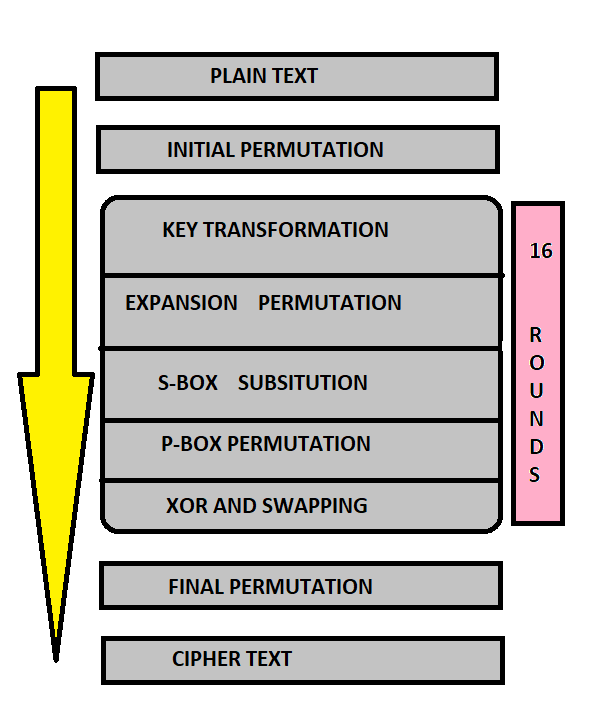 PLAIN TEXT
INITIAL PERMUTATION
KEY TRANSFORMATION
EXPANSION PERMUTATION
S-BOX SUBSITUTION
P-BOX PERMUTATION
XOR AND SWAPPING
16
ROUNDS
FINAL PERMUTATION
CIPHER TEXT